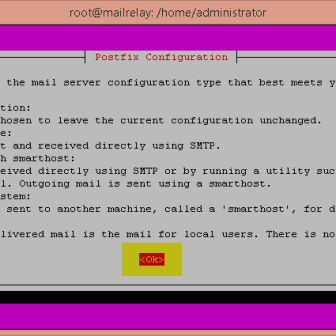 root@mailrelay: /home/administrator
Postfix Configuration
the mail server configuration type that best meets y
tion:
hosen to leave the current configuration unchanged.
e:
t and received directly using SMTP.
h smarthost:
eived directly using SMTP or by running a utility suc
l. Outgoing mail is sent using a smarthost.
stem:
sent to another machine, called a 'smarthost', for d
livered mail is the mail for local users. There is no
<Ok>